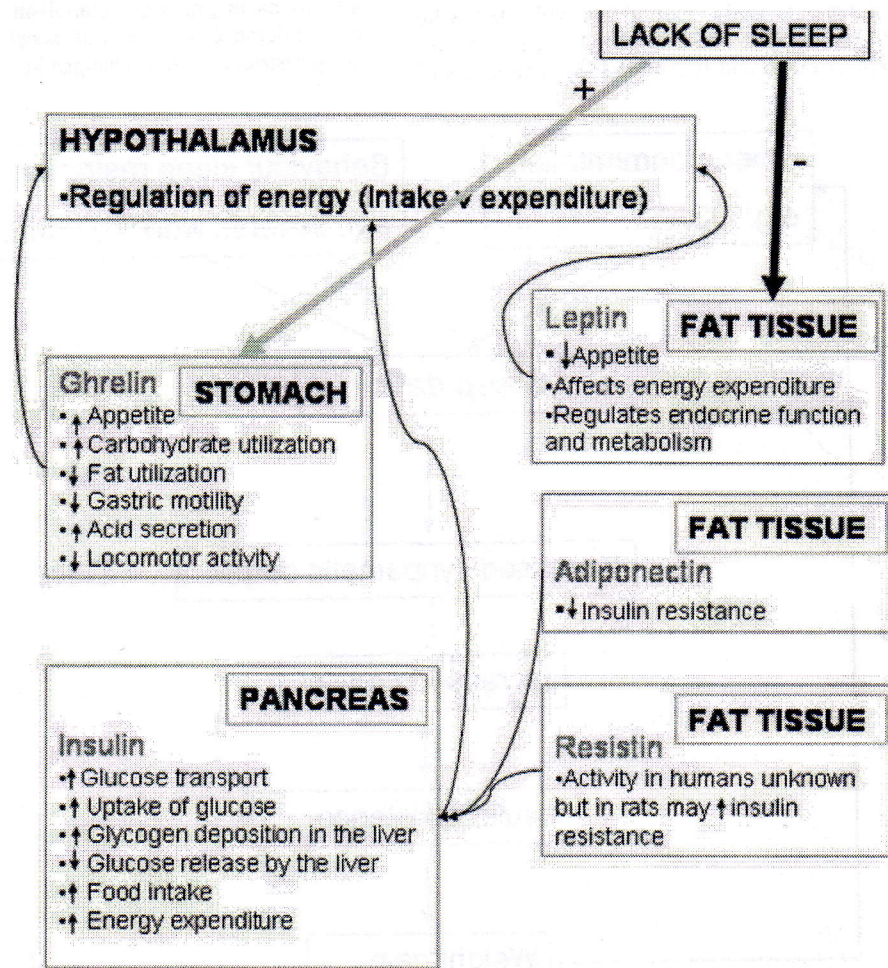 LACK OF SLEEP
+
-
HYPOTHALAMUS
•Regulation of energy (Intake v expenditure)
Leptin
FAT TISSUE
▪↓Appetite
•Affects energy expenditure
•Regulates endocrine function
and metabolism
Ghrelin
STOMACH
•↑Appetite
•↑Carbohydrate utilization
•↓Fat utilization
•↓Gastric motility
•↑Acid secretion
•↓Locomotor activity
FAT TISSUE
Adiponectin
▪↓Insulin resistance
PANCREAS
Insulin
•↑Glucose transport
•↑Uptake of glucose
•↑Glycogen deposition in the liver
•↓Glucose release by the liver
•↑Food intake
•↑Energy expenditure
FAT TISSUE
Resistin
•Activity in humans unknown
but in rats may ↑insulin
resistance